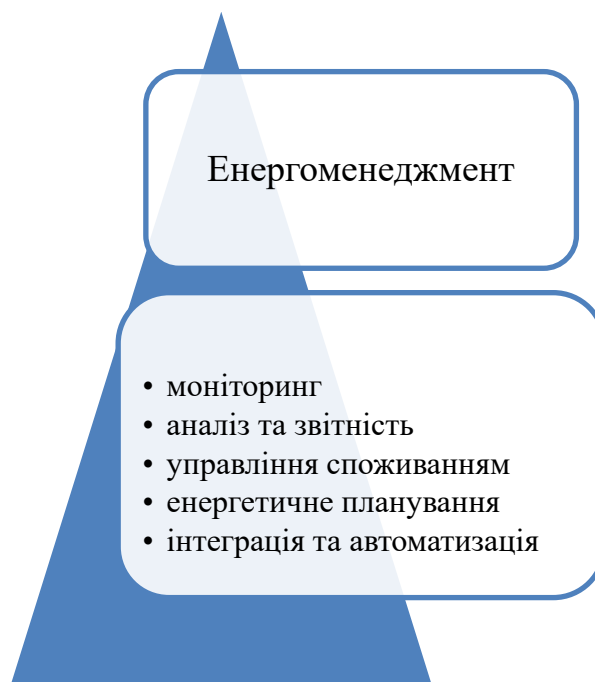 Енергоменеджмент
• моніторинг
• аналіз та звітність
• управління споживанням
• енергетичне планування
• інтеграція та автоматизація